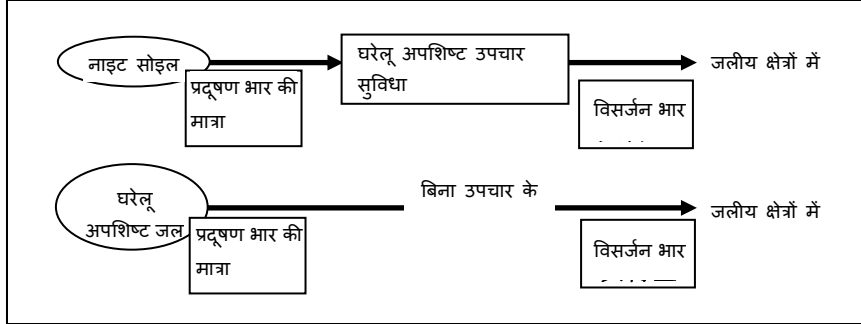 नाइट सोइल
प्रदूषण भार की
मात्रा
घरेलू अपशिष्ट उपचार
सुविधा
विसर्जन भार
जलीय क्षेत्रों में
घरेलू
अपशिष्ट जल
प्रदूषण भार की
मात्रा
बिना उपचार के
विसर्जन भार
जलीय क्षेत्रों में